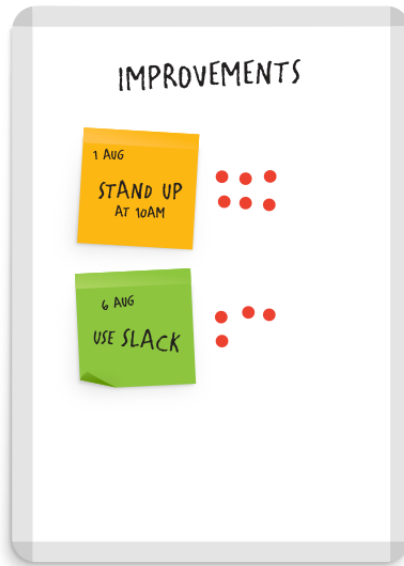 IMPROVEMENTS
1 AUG
STAND UP
AT 10AM
6 AUG
USE SLACK